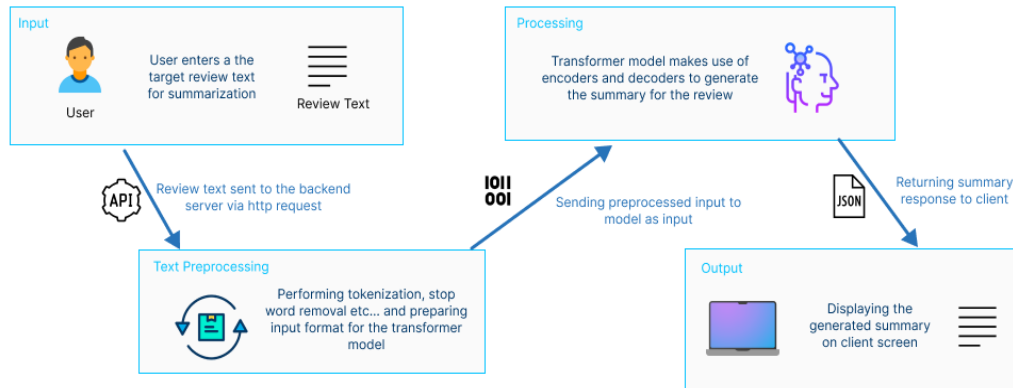 Input
User enters a the
target review text
for summarization
User
Review Text
API
Review text sent to the backend
server via http request
Text Preprocessing
Performing tokenization, stop
word removal etc... and preparing
input format for the transformer
model
1011
001
Sending preprocessed input to
model as input
Processing
Transformer model makes use of
encoders and decoders to generate
the summary for the review
JSON
Returning summary
response to client
Output
Displaying the
generated summary
on client screen